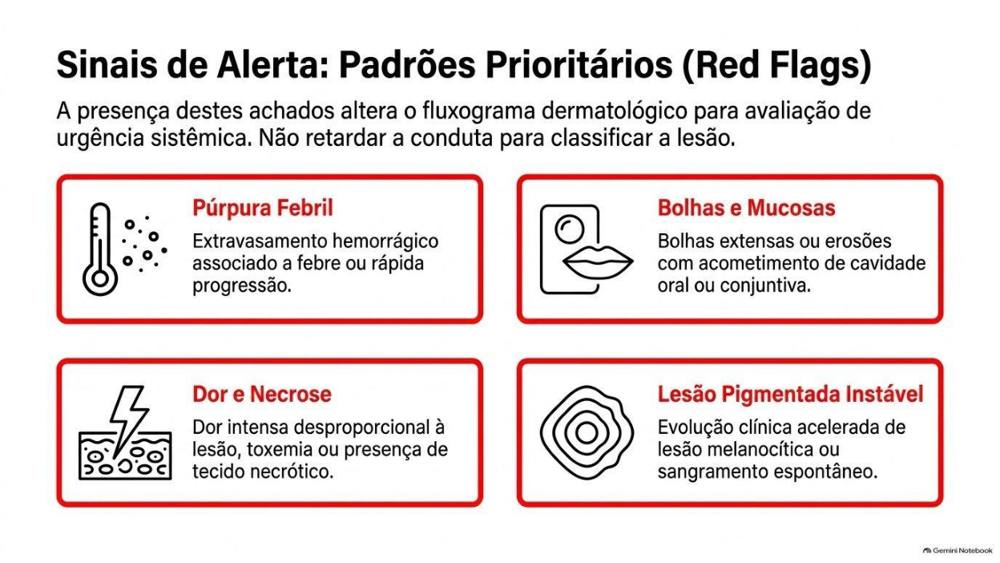 Sinais de Alerta: Padrões Prioritários (Red Flags)
A presença destes achados altera o fluxograma dermatológico para avaliação de
urgência sistêmica. Não retardar a conduta para classificar a lesão.
Púrpura Febril
Extravasamento hemorrágico
associado a febre ou rápida
progressão.
Bolhas e Mucosas
Bolhas extensas ou erosões
com acometimento de cavidade
oral ou conjuntiva.
Dor e Necrose
Dor intensa desproporcional à
lesão, toxemia ou presença de
tecido necrótico.
Lesão Pigmentada Instável
Evolução clínica acelerada de
lesão melanocítica ou
sangramento espontâneo.
Gemini Notebook